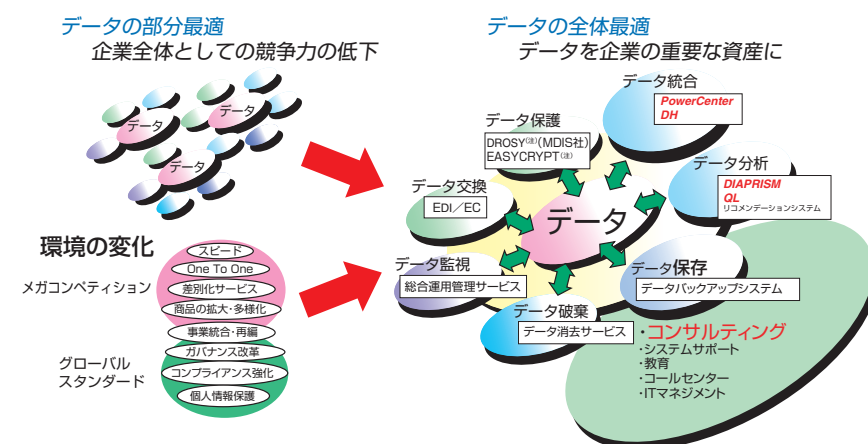 データの部分最適
企業全体としての競争力の低下
データ
データ
データ
環境の変化
メガコンペティション
スピード
One To One
差別化サービス
商品の拡大・多様化
事業統合・再編
グローバル
スタンダード
ガバナンス改革
コンプライアンス強化
個人情報保護
データの全体最適
データを企業の重要な資産に
データ統合
PowerCenter
DH
データ保護
DROSY(注)(MDIS社)
EASYCRYPT(注)
データ分析
DIAPRISM
QL
リコメンデーションシステム
データ交換
EDI/EC
データ
データ監視
総合運用管理サービス
データ保存
データバックアップシステム
データ破棄
データ消去サービス
・コンサルティング
・システムサポート
・教育
・コールセンター
・ITマネジメント